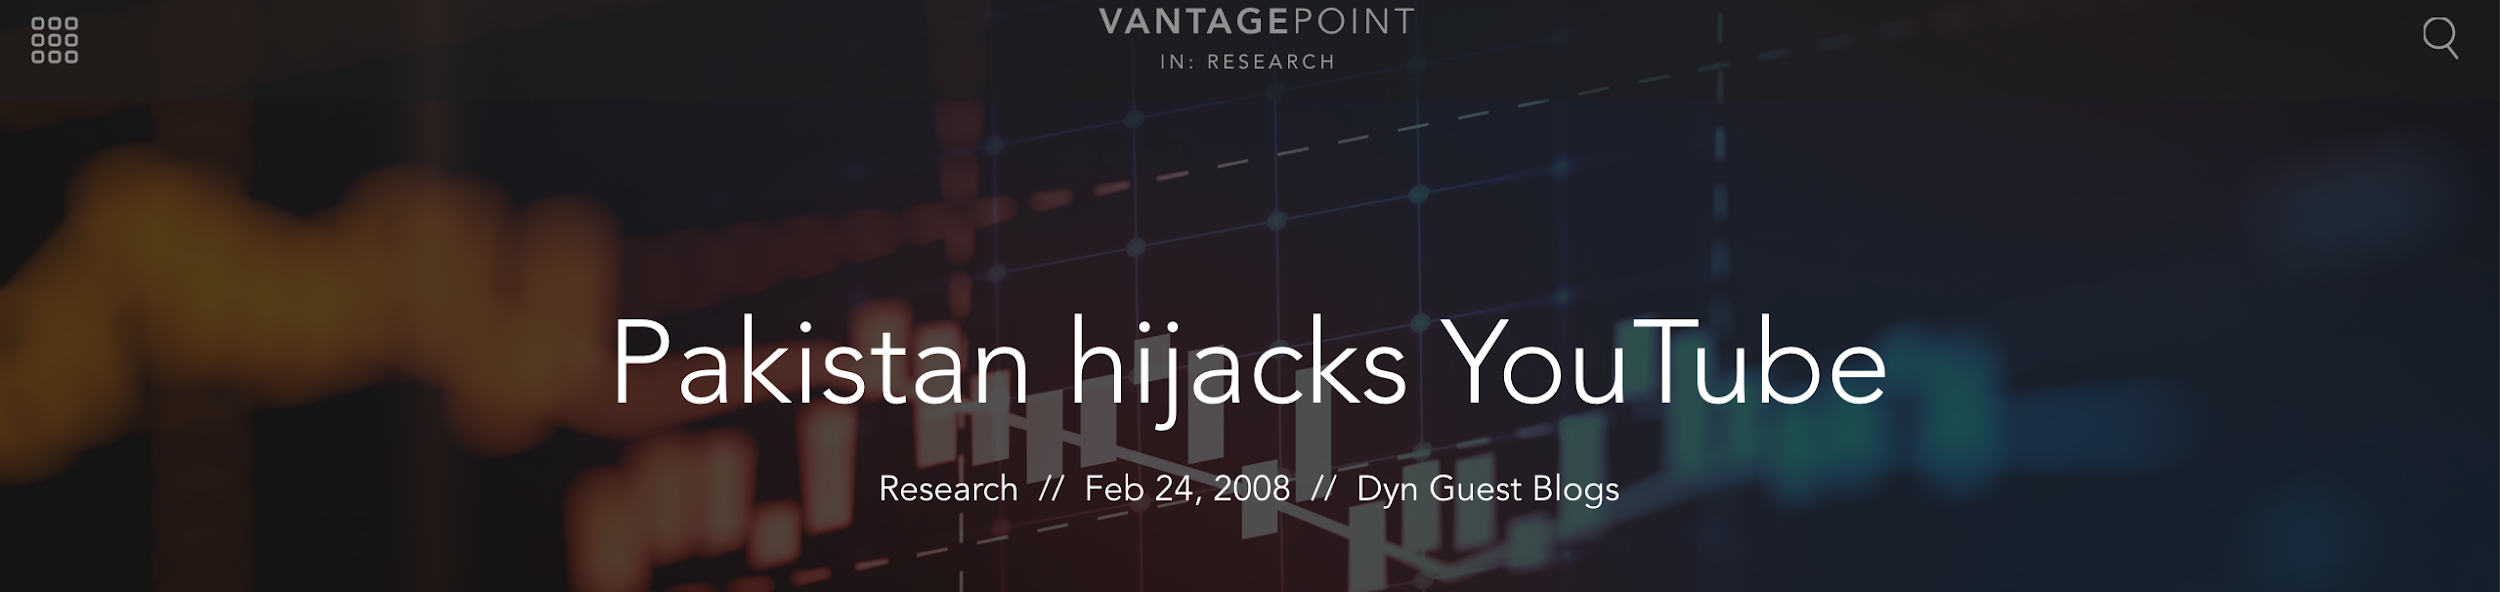 VANTAGEPOINT
IN: RESEARCH
Pakistan hijacks YouTube
Research // Feb 24, 2008 // Dyn Guest Blogs